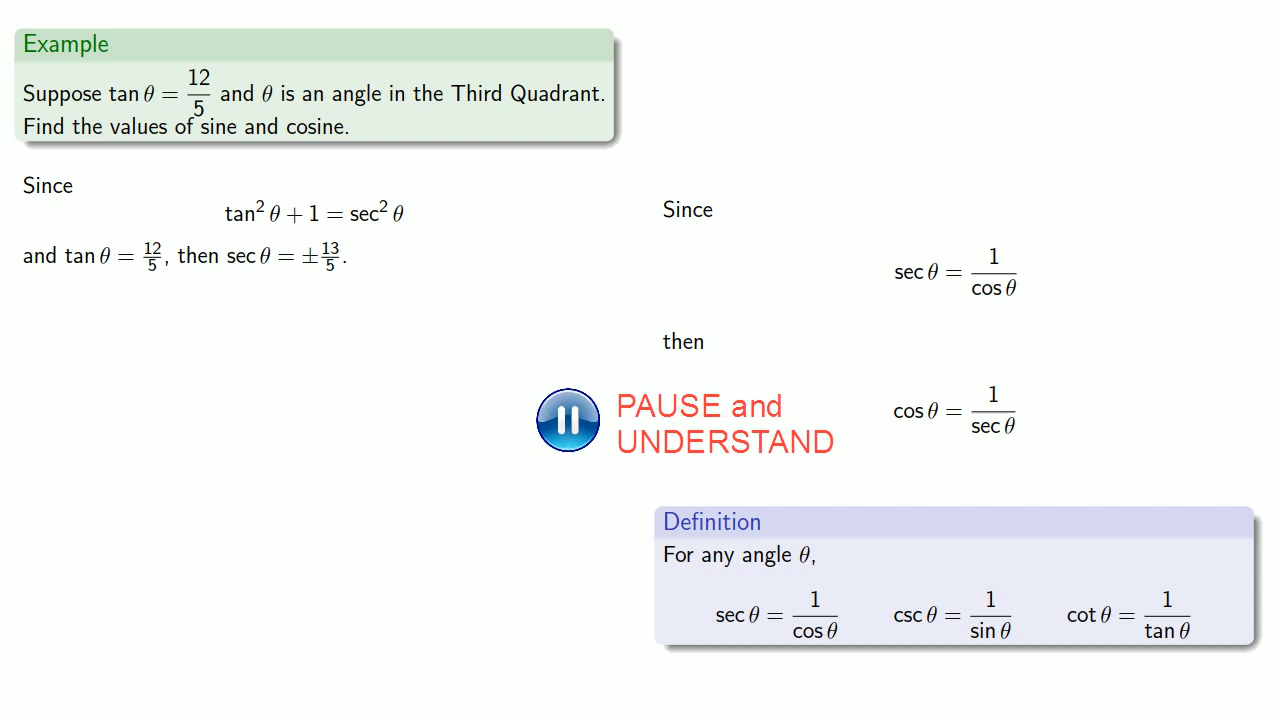 Example
Suppose tan θ = 12/5 and θ is an angle in the Third Quadrant.
Find the values of sine and cosine.
Since
tan² θ + 1 = sec² θ
and tan θ = 12/5, then sec θ = ±13/5.
Since
sec θ = 1/cos θ
then
cos θ = 1/sec θ
PAUSE and
UNDERSTAND
Definition
For any angle θ,
sec θ = 1/cos θ csc θ = 1/sin θ cot θ = 1/tan θ